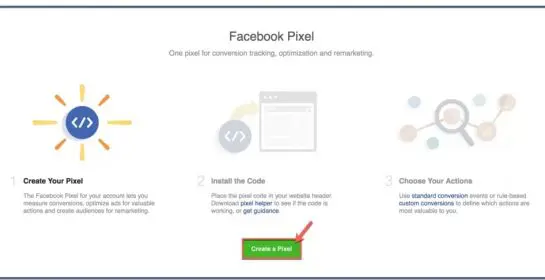 Facebook Pixel
One pixel for conversion tracking, optimization and remarketing.
</>
</>
1 Create Your Pixel
The Facebook Pixel for your account lets you
measure conversions, optimize ads for valuable
actions and create audiences for remarketing.
2 Install the Code
Place the pixel code in your website header.
Download pixel helper to see if the code is
working, or get guidance.
3 Choose Your Actions
Use standard conversion events or rule-based
custom conversions to define which actions are
most valuable to you.
Create a Pixel